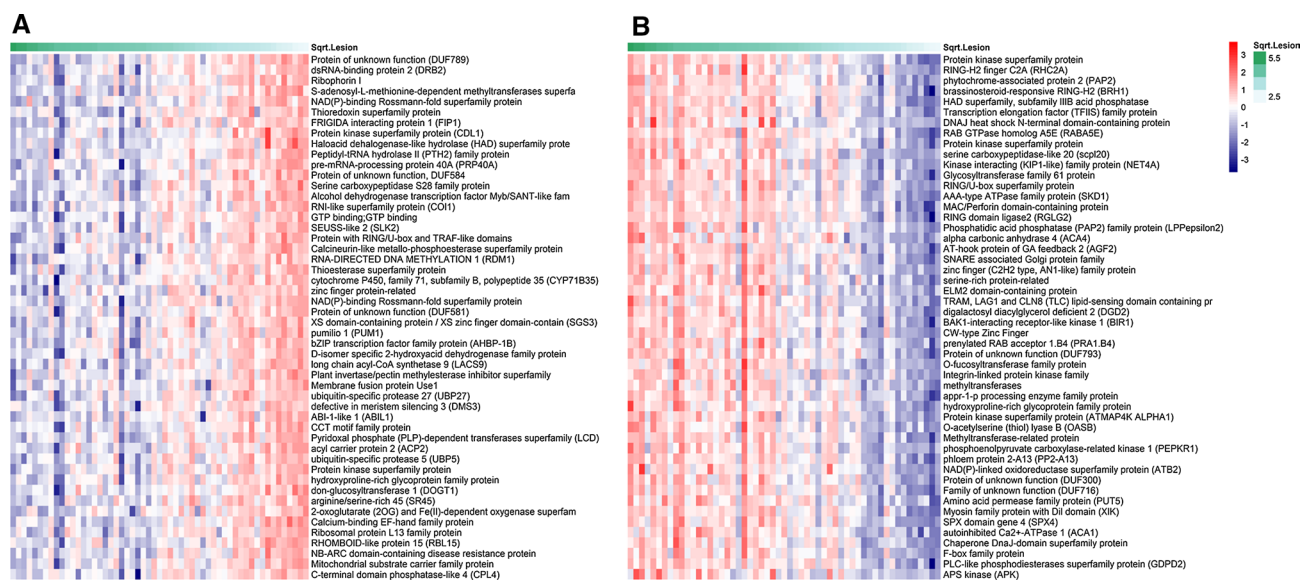 A
Sqrt.Lesion
Protein of unknown function (DUF789)
dsRNA-binding protein 2 (DRB2)
Ribophorin I
S-adenosyl-L-methionine-dependent methyltransferases superfa
NAD(P)-binding Rossmann-fold superfamily protein
Thioredoxin superfamily protein
FRIGIDA interacting protein 1 (FIP1)
Protein kinase superfamily protein (CDL1)
Haloacid dehalogenase-like hydrolase (HAD) superfamily prote
Peptidyl-tRNA hydrolase II (PTH2) family protein
pre-mRNA-processing protein 40A (PRP40A)
Protein of unknown function, DUF584
Serine carboxypeptidase S28 family protein
Alcohol dehydrogenase transcription factor Myb/SANT-like fam
RNI-like superfamily protein (COI1)
GTP binding;GTP binding
SEUSS-like 2 (SLK2)
Protein with RING/U-box and TRAF-like domains
Calcineurin-like metallo-phosphoesterase superfamily protein
RNA-DIRECTED DNA METHYLATION 1 (RDM1)
Thioesterase superfamily protein
cytochrome P450, family 71, subfamily B, polypeptide 35 (CYP71B35)
zinc finger protein-related
NAD(P)-binding Rossmann-fold superfamily protein
Protein of unknown function (DUF581)
XS domain-containing protein / XS zinc finger domain-contain (SGS3)
pumilio 1 (PUM1)
bZIP transcription factor family protein (AHBP-1B)
D-isomer specific 2-hydroxyacid dehydrogenase family protein
long chain acyl-CoA synthetase 9 (LACS9)
Plant invertase/pectin methylesterase inhibitor superfamily
Membrane fusion protein Use1
ubiquitin-specific protease 27 (UBP27)
defective in meristem silencing 3 (DMS3)
ABI-1-like 1 (ABIL1)
CCT motif family protein
Pyridoxal phosphate (PLP)-dependent transferases superfamily (LCD)
acyl carrier protein 2 (ACP2)
ubiquitin-specific protease 5 (UBP5)
Protein kinase superfamily protein
hydroxyproline-rich glycoprotein family protein
don-glucosyltransferase 1 (DOGT1)
arginine/serine-rich 45 (SR45)
2-oxoglutarate (2OG) and Fe(II)-dependent oxygenase superfam
Calcium-binding EF-hand family protein
Ribosomal protein L13 family protein
RHOMBOID-like protein 15 (RBL15)
NB-ARC domain-containing disease resistance protein
Mitochondrial substrate carrier family protein
C-terminal domain phosphatase-like 4 (CPL4)
B
Sqrt.Lesion
Protein kinase superfamily protein
RING-H2 finger C2A (RHC2A)
phytochrome-associated protein 2 (PAP2)
brassinosteroid-responsive RING-H2 (BRH1)
HAD superfamily, subfamily IIIB acid phosphatase
Transcription elongation factor (TFIIS) family protein
DNAJ heat shock N-terminal domain-containing protein
RAB GTPase homolog A5E (RABA5E)
Protein kinase superfamily protein
serine carboxypeptidase-like 20 (scpl20)
Kinase interacting (KIP1-like) family protein (NET4A)
Glycosyltransferase family 61 protein
RING/U-box superfamily protein
AAA-type ATPase family protein (SKD1)
MAC/Perforin domain-containing protein
RING domain ligase2 (RGLG2)
Phosphatidic acid phosphatase (PAP2) family protein (LPPepsilon2)
alpha carbonic anhydrase 4 (ACA4)
AT-hook protein of GA feedback 2 (AGF2)
SNARE associated Golgi protein family
zinc finger (C2H2 type, AN1-like) family protein
serine-rich protein-related
ELM2 domain-containing protein
TRAM, LAG1 and CLN8 (TLC) lipid-sensing domain containing pr
digalactosyl diacylglycerol deficient 2 (DGD2)
BAK1-interacting receptor-like kinase 1 (BIR1)
CW-type Zinc Finger
prenylated RAB acceptor 1.B4 (PRA1.B4)
Protein of unknown function (DUF793)
O-fucosyltransferase family protein
Integrin-linked protein kinase family
methyltransferases
appr-1-p processing enzyme family protein
hydroxyproline-rich glycoprotein family protein
Protein kinase superfamily protein (ATMAP4K ALPHA1)
O-acetylserine (thiol) lyase B (OASB)
Methyltransferase-related protein
phosphoenolpyruvate carboxylase-related kinase 1 (PEPKR1)
phloem protein 2-A13 (PP2-A13)
NAD(P)-linked oxidoreductase superfamily protein (ATB2)
Protein of unknown function (DUF300)
Family of unknown function (DUF716)
Amino acid permease family protein (PUT5)
Myosin family protein with Dil domain (XIK)
SPX domain gene 4 (SPX4)
autoinhibited Ca2+-ATPase 1 (ACA1)
Chaperone DnaJ-domain superfamily protein
F-box family protein
PLC-like phosphodiesterases superfamily protein (GDPD2)
APS kinase (APK)
3
2
1
0
-1
-2
-3
Sqrt.Lesion
5.5
2.5